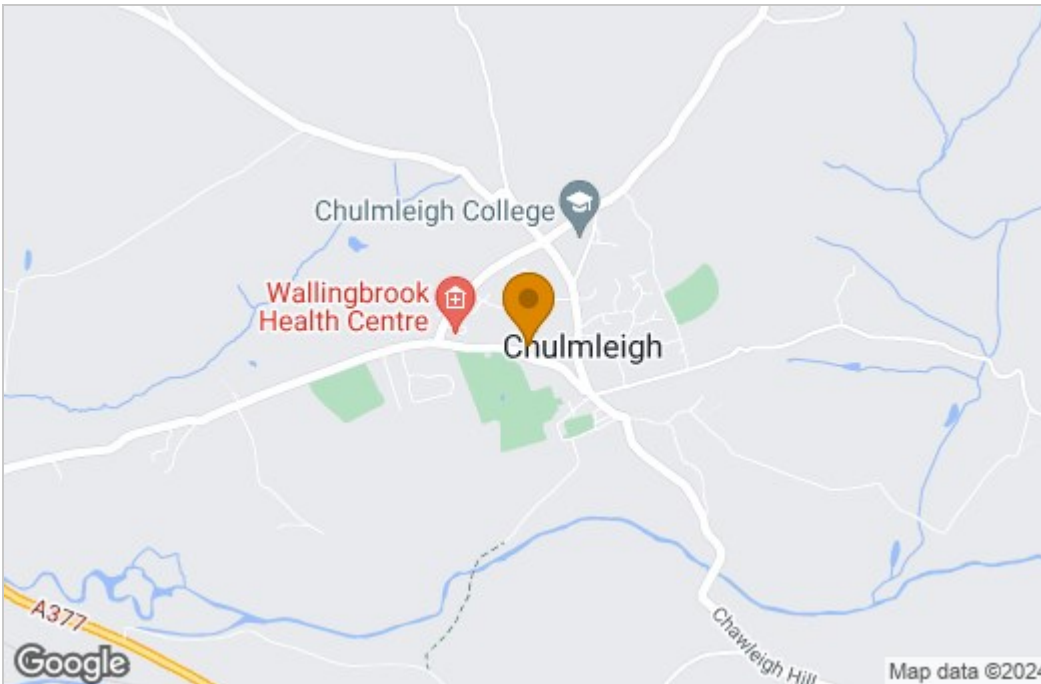 Chulmleigh College
Wallingbrook
Health Centre
Chulmleigh
A377
Chawleigh Hill
Google
Map data ©2024